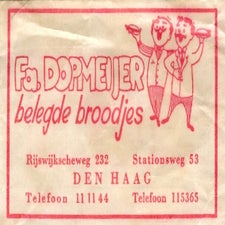 Fa. DOPMEIJER
belegde broodjes
Rijswijkscheweg 232 Stationsweg 53
DEN HAAG
Telefoon 111144 Telefoon 115365